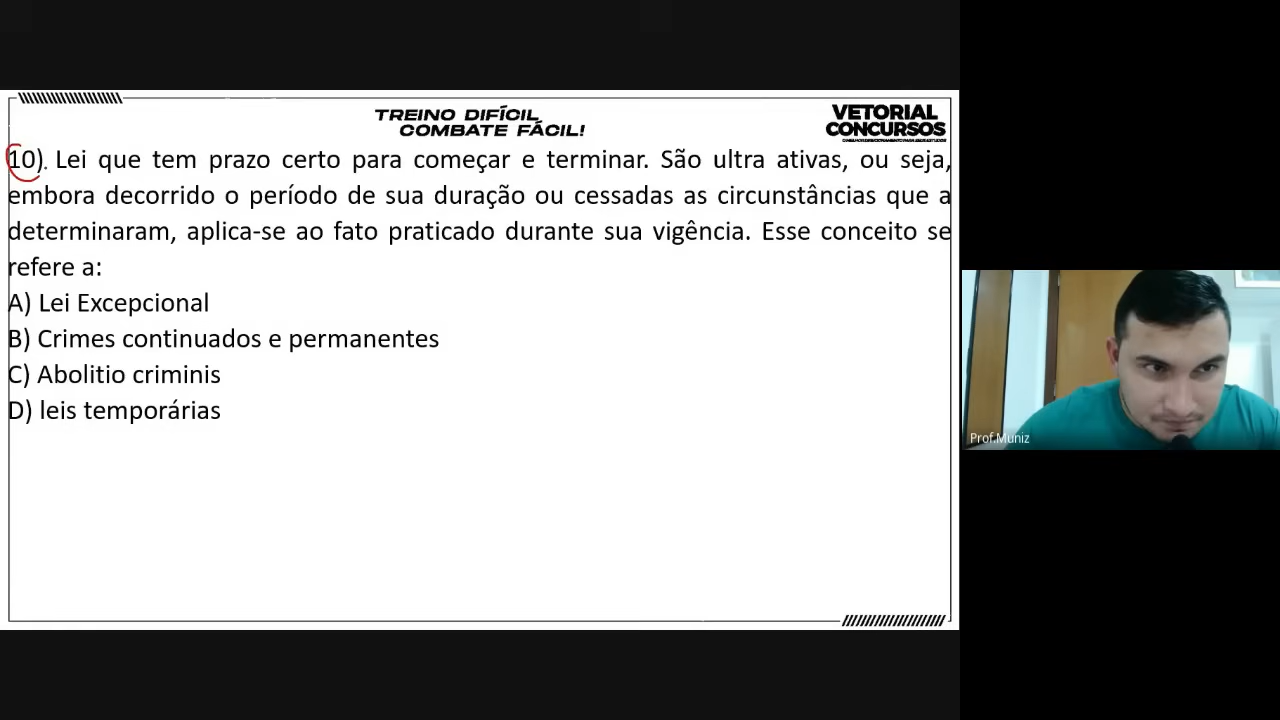 TREINO DIFÍCIL
COMBATE FÁCIL!
VETORIAL
CONCURSOS
10). Lei que tem prazo certo para começar e terminar. São ultra ativas, ou seja,
embora decorrido o período de sua duração ou cessadas as circunstâncias que a
determinaram, aplica-se ao fato praticado durante sua vigência. Esse conceito se
refere a:
A) Lei Excepcional
B) Crimes continuados e permanentes
C) Abolitio criminis
D) leis temporárias
Prof.Muniz